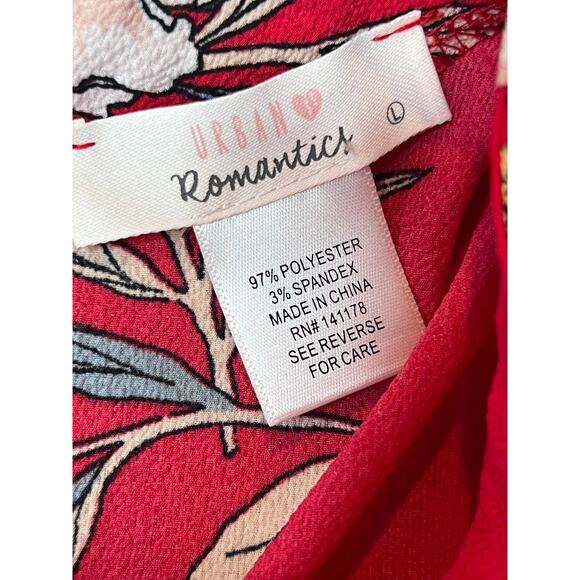 URBAN
Romantics
L
97% POLYESTER
3% SPANDEX
MADE IN CHINA
RN# 141178
SEE REVERSE
FOR CARE